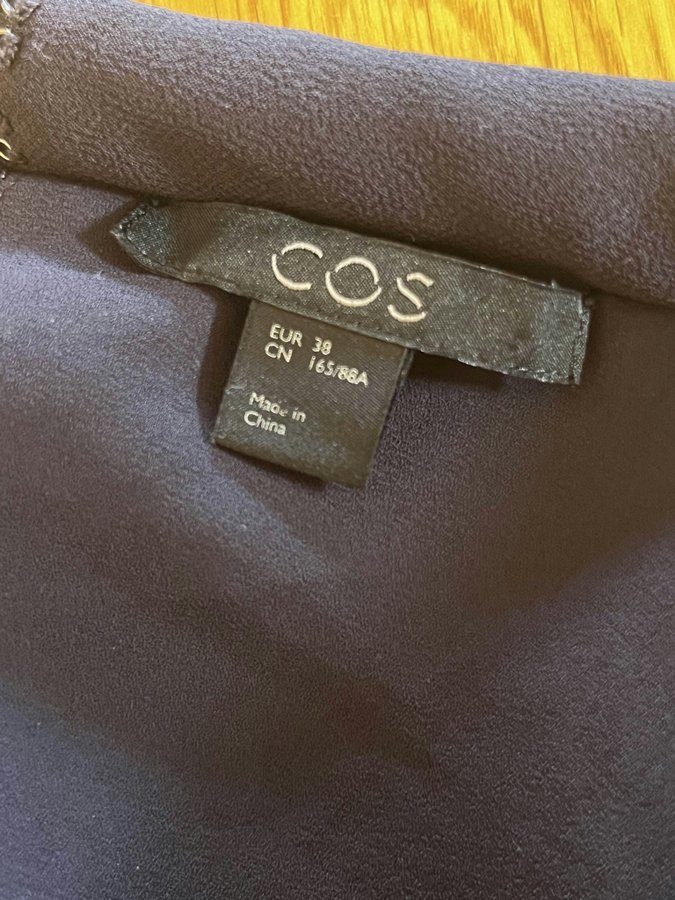 COS
EUR 38
CN 165/88A
Made in
China